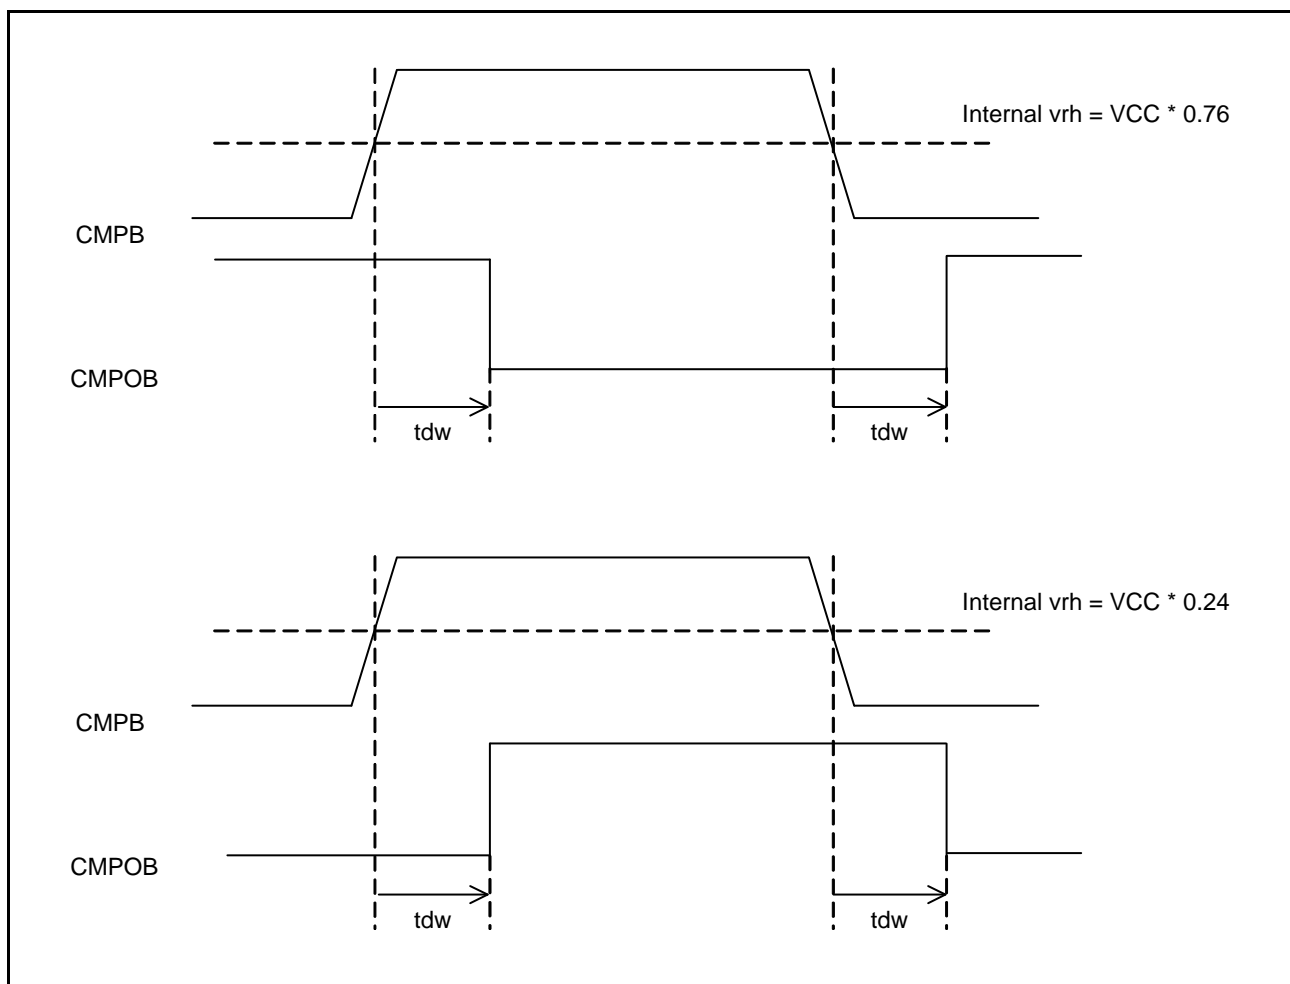 Internal vrh = VCC * 0.76
CMPB
CMPOB
tdw
tdw
Internal vrh = VCC * 0.24
CMPB
CMPOB
tdw
tdw